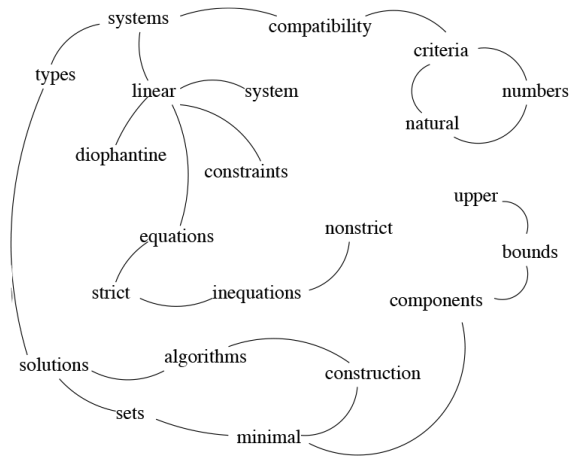 systems
compatibility
criteria
types
linear
system
numbers
natural
diophantine
constraints
upper
equations
nonstrict
bounds
strict
inequations
components
solutions
algorithms
construction
sets
minimal